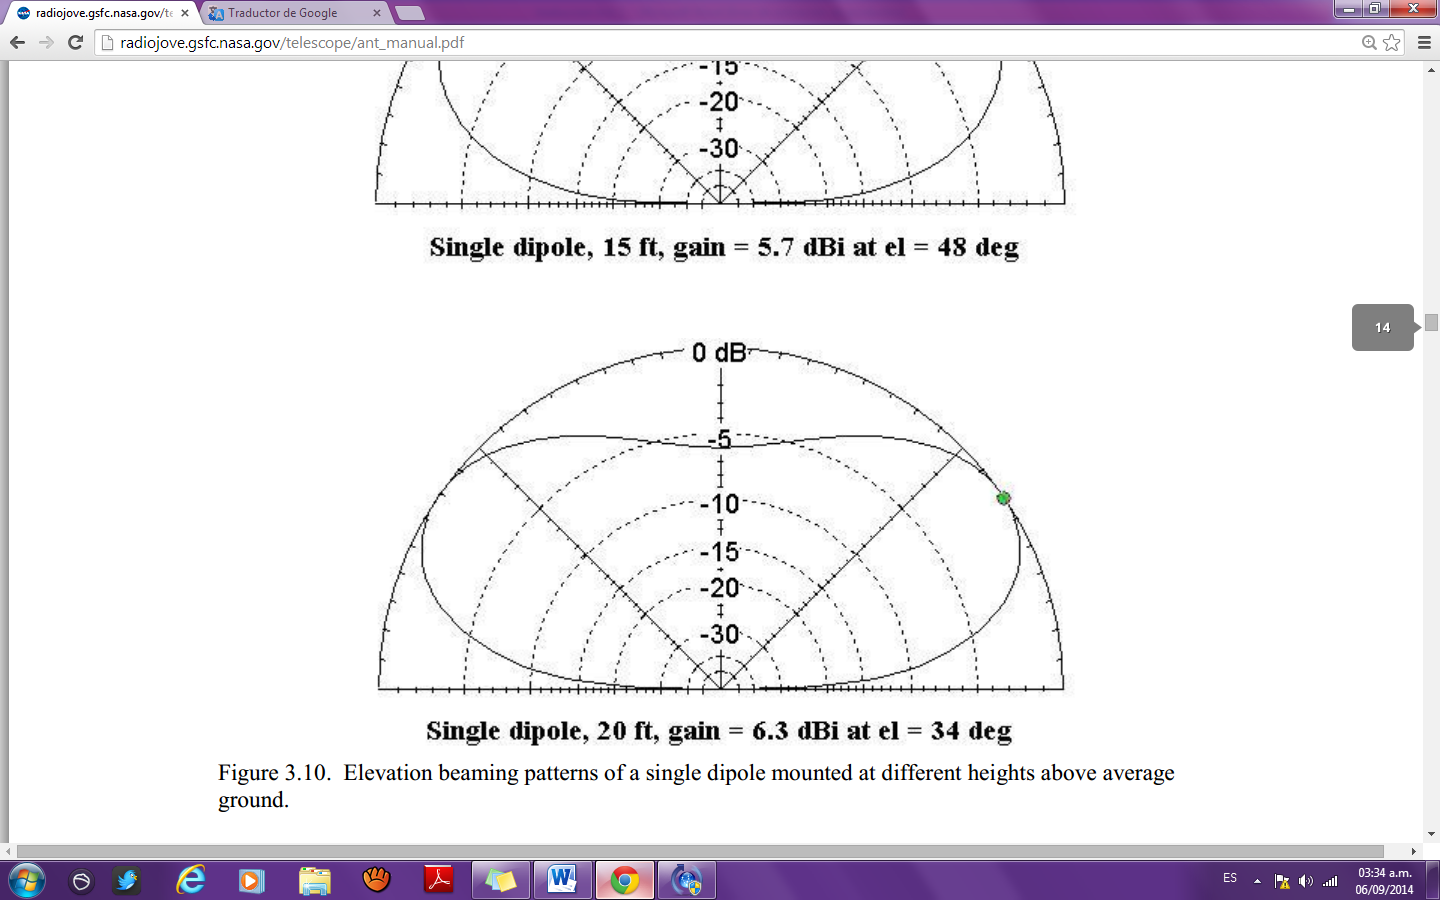 radiojove.gsfc.nasa.gov/te
Traductor de Google
radiojove.gsfc.nasa.gov/telescope/ant_manual.pdf
-15
-20
-30
Single dipole, 15 ft, gain = 5.7 dBi at el = 48 deg
14
0 dB
-5
-10
-15
-20
-30
Single dipole, 20 ft, gain = 6.3 dBi at el = 34 deg
Figure 3.10.  Elevation beaming patterns of a single dipole mounted at different heights above average
ground.
ES
03:34 a.m.
06/09/2014